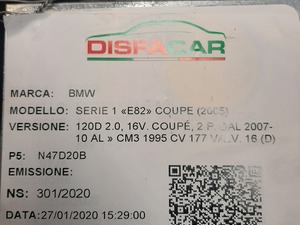 DISPACAR
MARCA: BMW
MODELLO: SERIE 1 «E82» COUPE (2005)
VERSIONE: 120D 2.0, 16V. COUPÉ, 2 P. DAL 2007-
10 AL » CM3 1995 CV 177 VALV. 16 (D)
P5: N47D20B
EMISSIONE:
NS: 301/2020
DATA: 27/01/2020 15:29:00